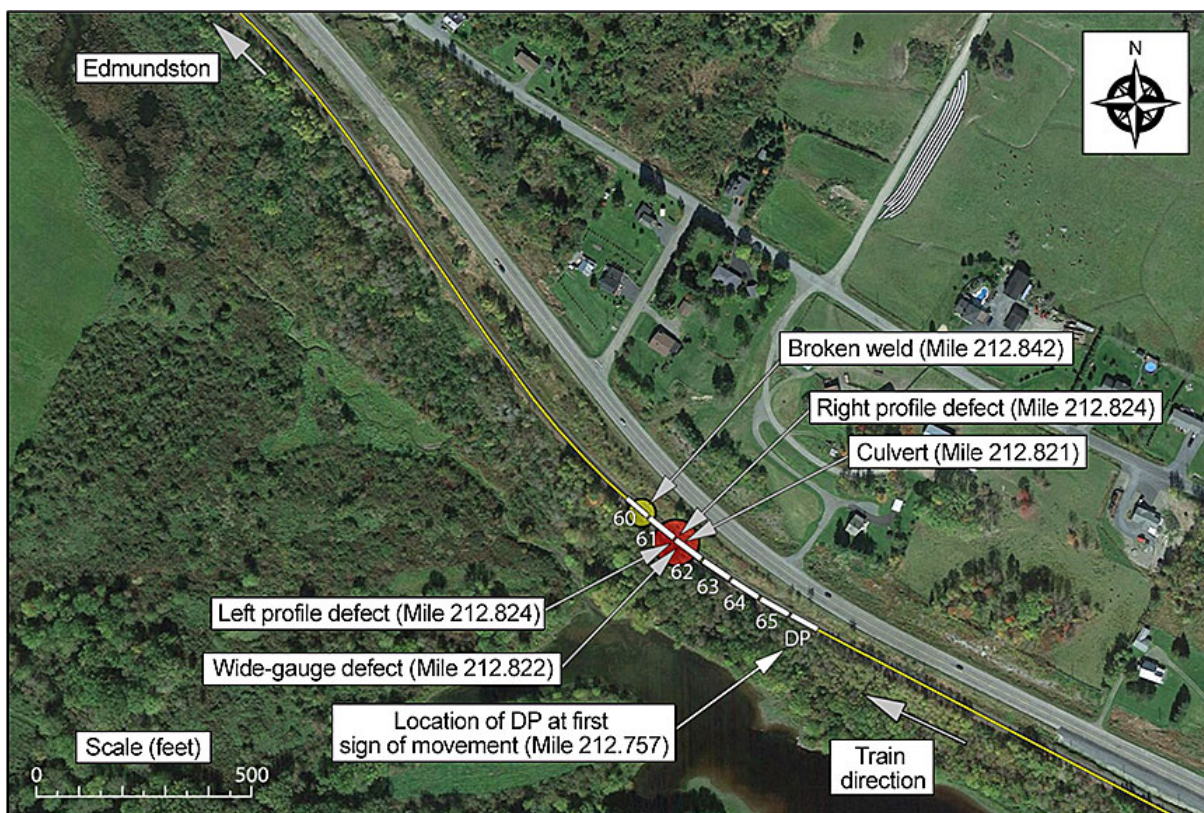 Edmundston
N
Broken weld (Mile 212.842)
Right profile defect (Mile 212.824)
Culvert (Mile 212.821)
60
61
62
63
64
65
DP
Left profile defect (Mile 212.824)
Wide-gauge defect (Mile 212.822)
Location of DP at first
sign of movement (Mile 212.757)
Train
direction
Scale (feet)
0 500